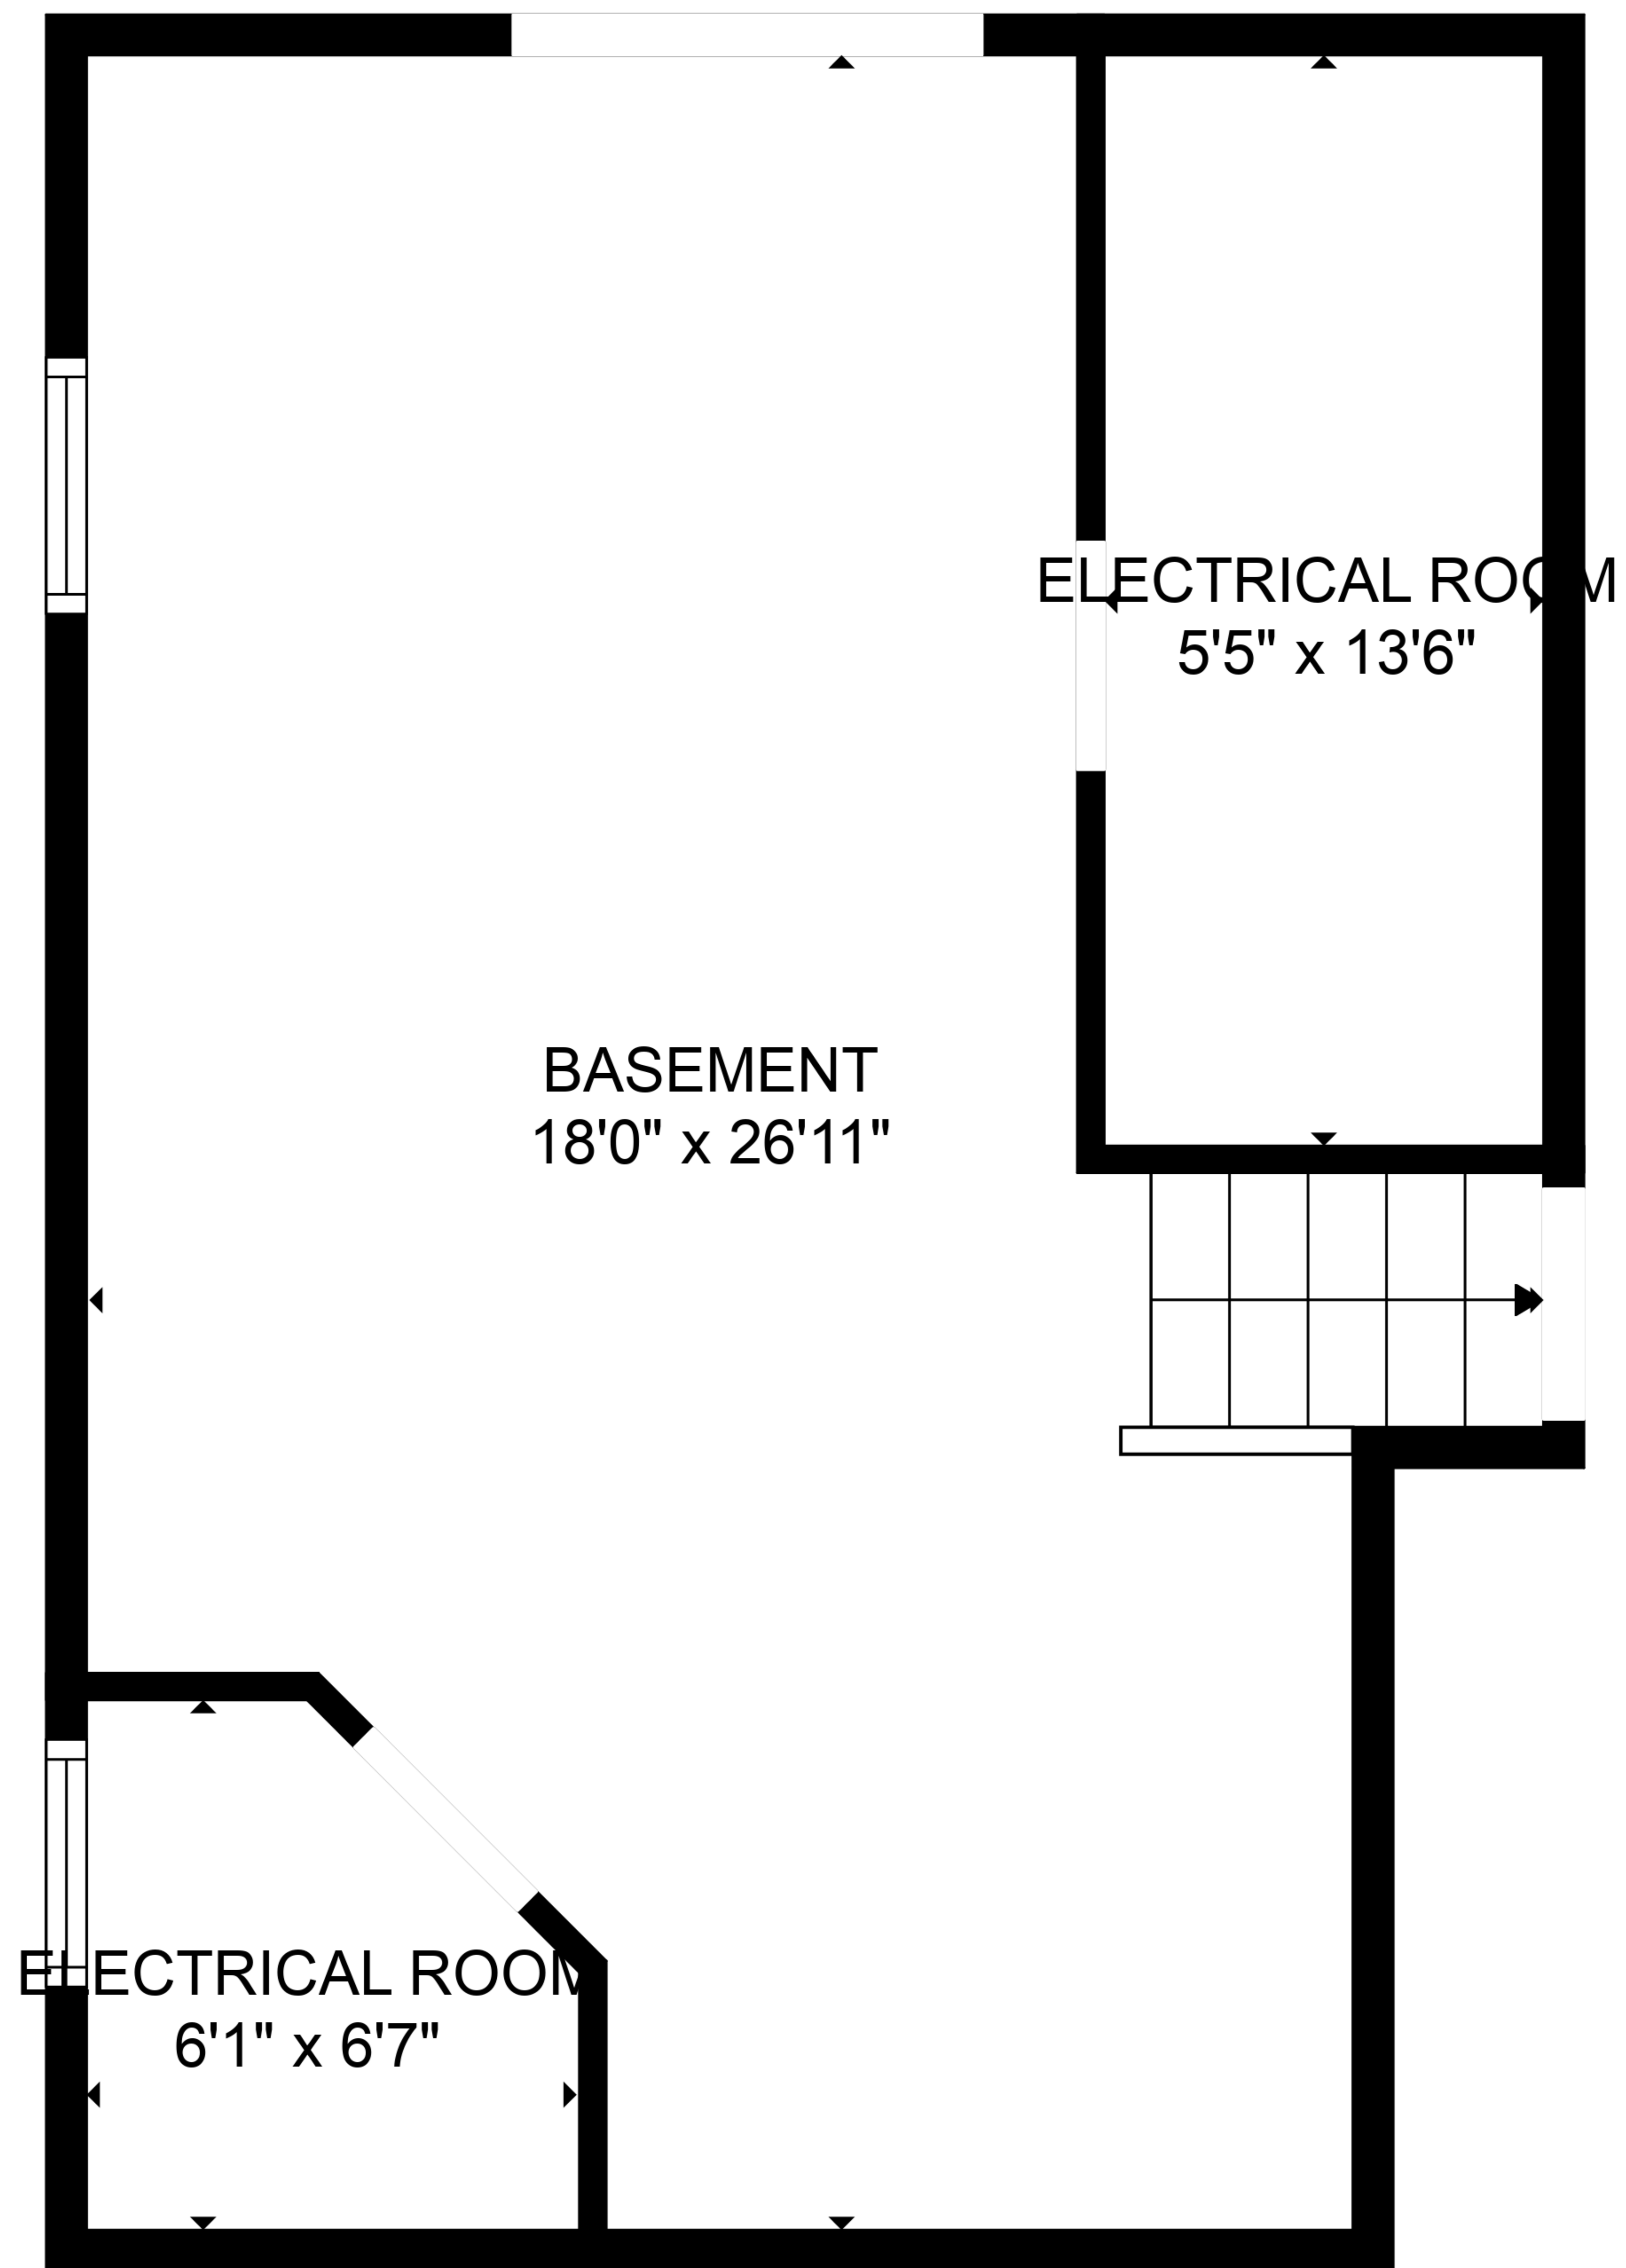 ELECTRICAL ROOM
5'5" x 13'6"
BASEMENT
18'0" x 26'11"
ELECTRICAL ROOM
6'1" x 6'7"